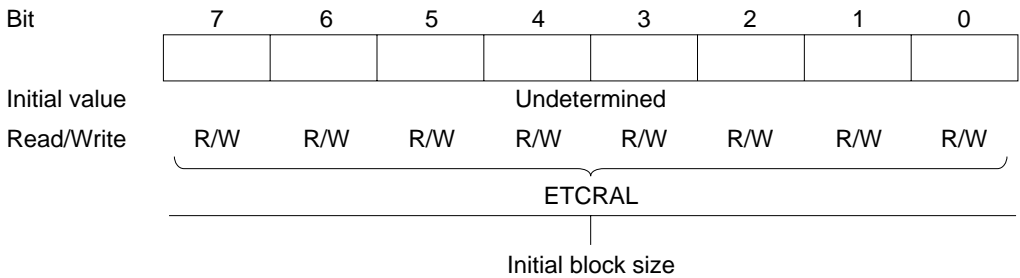 Bit 7 6 5 4 3 2 1 0
Initial value Undetermined
Read/Write R/W R/W R/W R/W R/W R/W R/W R/W
ETCRAL
Initial block size